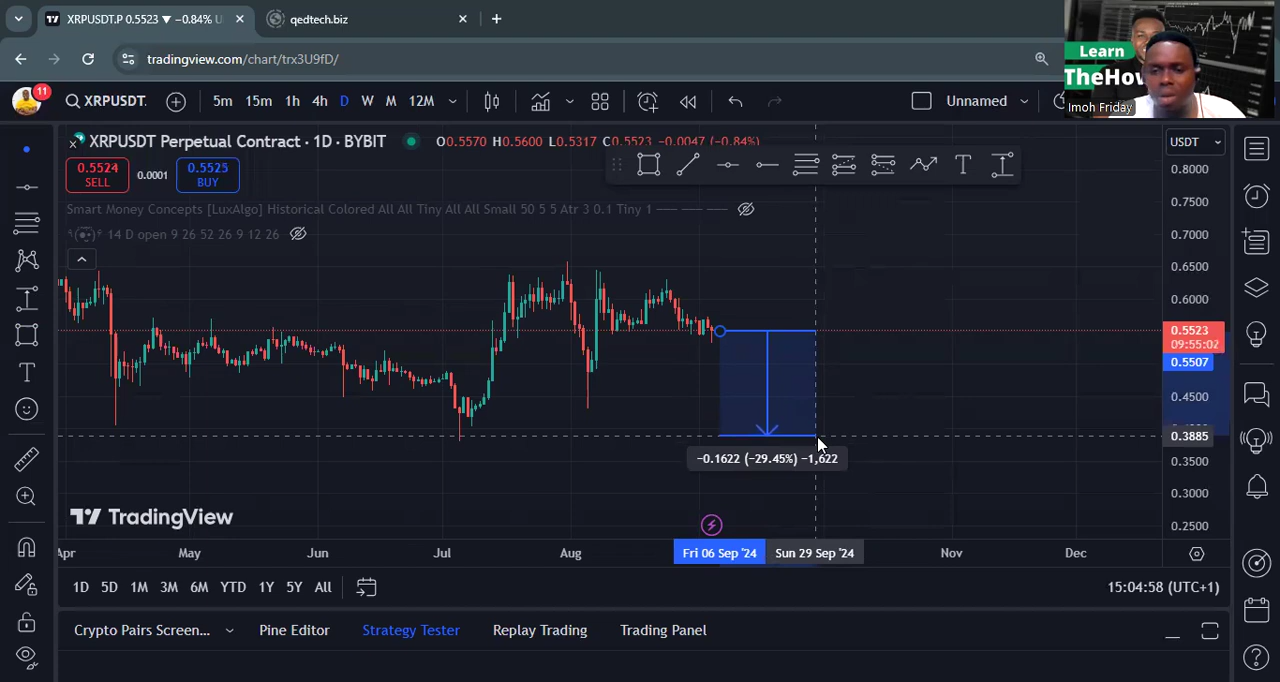 XRPUSDT.P 0.5523 ▼ −0.84% U
qedtech.biz
tradingview.com/chart/trx3U9fD/
Learn
TheHow
Imoh Friday
11
XRPUSDT.
5m 15m 1h 4h D W M 12M
Unnamed
XRPUSDT Perpetual Contract · 1D · BYBIT
O0.5570 H0.5600 L0.5317 C0.5523 −0.0047 (−0.84%)
USDT
0.5524
SELL
0.0001
0.5525
BUY
Smart Money Concepts [LuxAlgo] Historical Colored All All Tiny All All Small 50 5 5 Atr 3 0.1 Tiny 1
14 D open 9 26 52 26 9 12 26
0.8000
0.7500
0.7000
0.6500
0.6000
0.5523
09:55:02
0.5507
0.4500
0.3885
0.3500
0.3000
0.2500
−0.1622 (−29.45%) −1,622
TradingView
Apr May Jun Jul Aug Fri 06 Sep '24 Sun 29 Sep '24 Nov Dec
1D 5D 1M 3M 6M YTD 1Y 5Y All
15:04:58 (UTC+1)
Crypto Pairs Screen... Pine Editor Strategy Tester Replay Trading Trading Panel